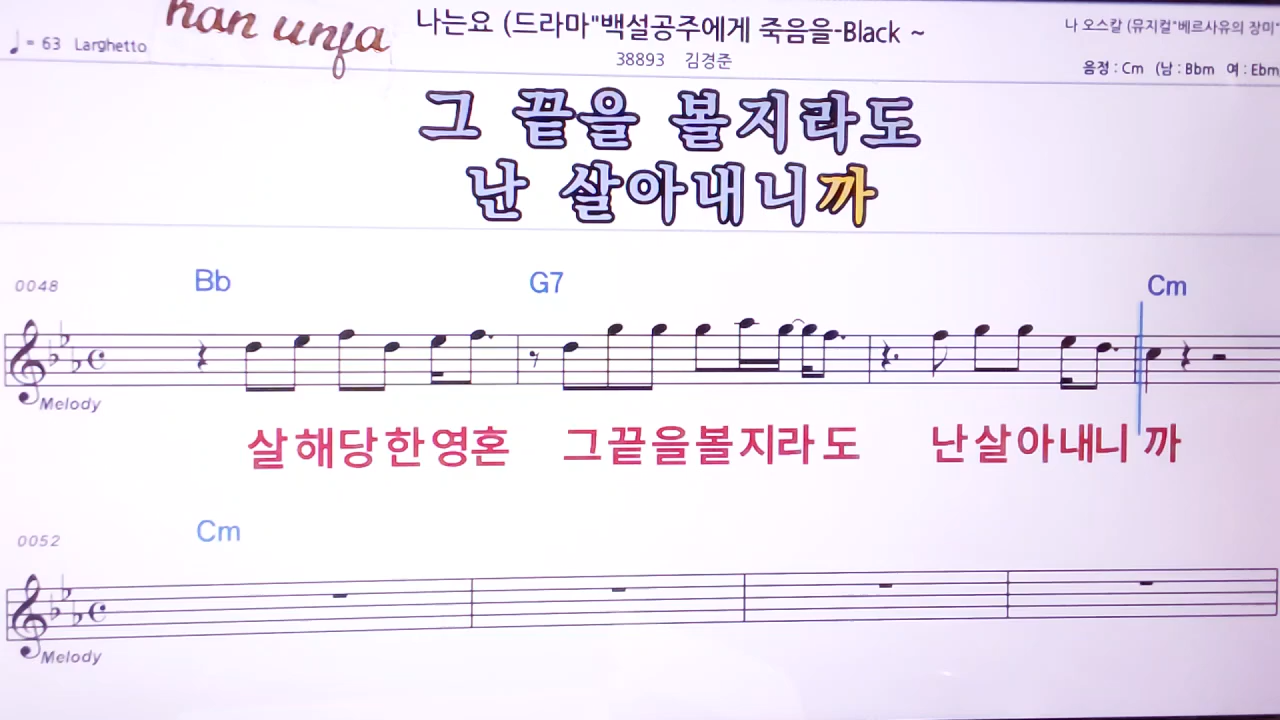 han unfa
♩= 63 Larghetto
나는요 (드라마"백설공주에게 죽음을-Black ~
38893 김경준
나 오스칼 (뮤지컬"베르사유의 장미"
음정 : Cm (남 : Bbm 여 : Ebm
그 끝을 볼지라도
난 살아내니까
0048 Bb G7 Cm
Melody
살해당한영혼 그끝을볼지라도 난살아내니까
0052 Cm
Melody